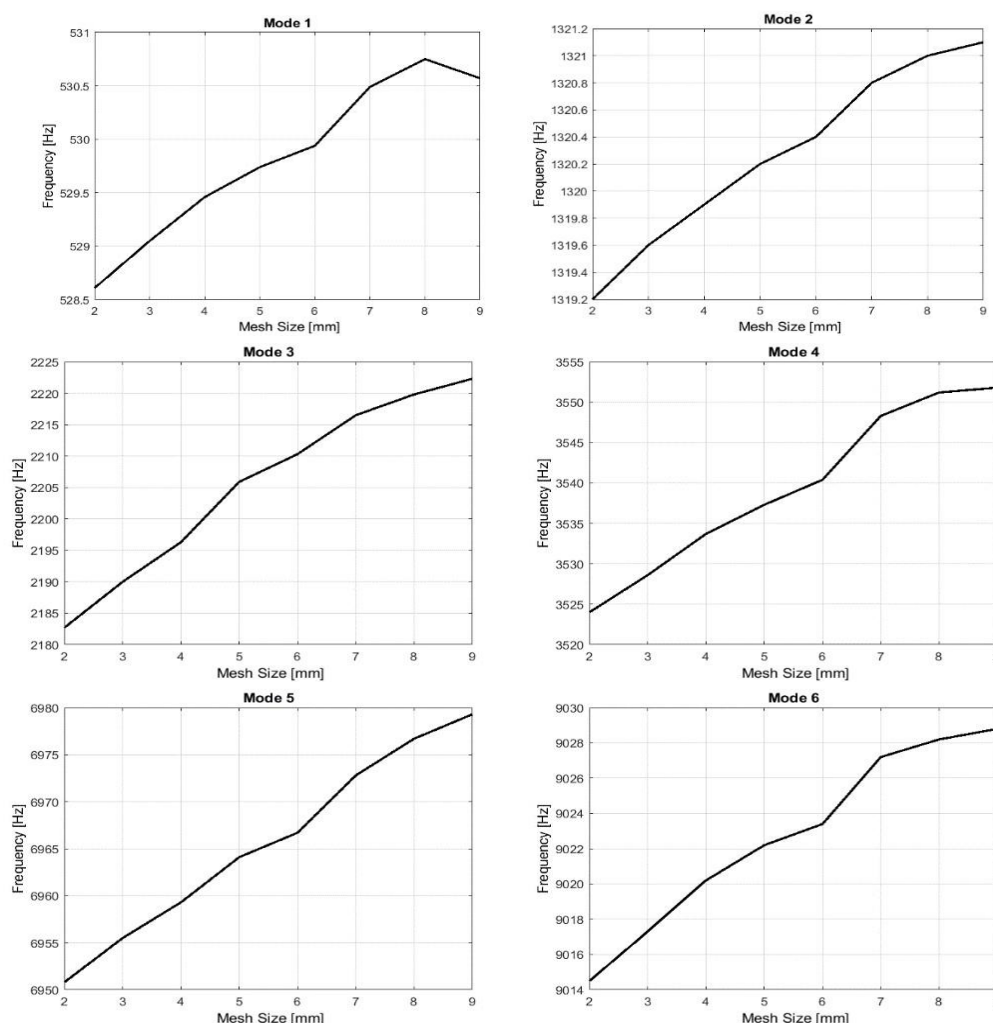 Mode 1
Frequency [Hz]
531
530.5
530
529.5
529
528.5
2 3 4 5 6 7 8 9
Mesh Size [mm]
Mode 2
Frequency [Hz]
1321.2
1321
1320.8
1320.6
1320.4
1320.2
1320
1319.8
1319.6
1319.4
1319.2
2 3 4 5 6 7 8 9
Mesh Size [mm]
Mode 3
Frequency [Hz]
2225
2220
2215
2210
2205
2200
2195
2190
2185
2180
2 3 4 5 6 7 8 9
Mesh Size [mm]
Mode 4
Frequency [Hz]
3555
3550
3545
3540
3535
3530
3525
3520
2 3 4 5 6 7 8
Mesh Size [mm]
Mode 5
Frequency [Hz]
6980
6975
6970
6965
6960
6955
6950
2 3 4 5 6 7 8 9
Mesh Size [mm]
Mode 6
Frequency [Hz]
9030
9028
9026
9024
9022
9020
9018
9016
9014
2 3 4 5 6 7 8
Mesh Size [mm]